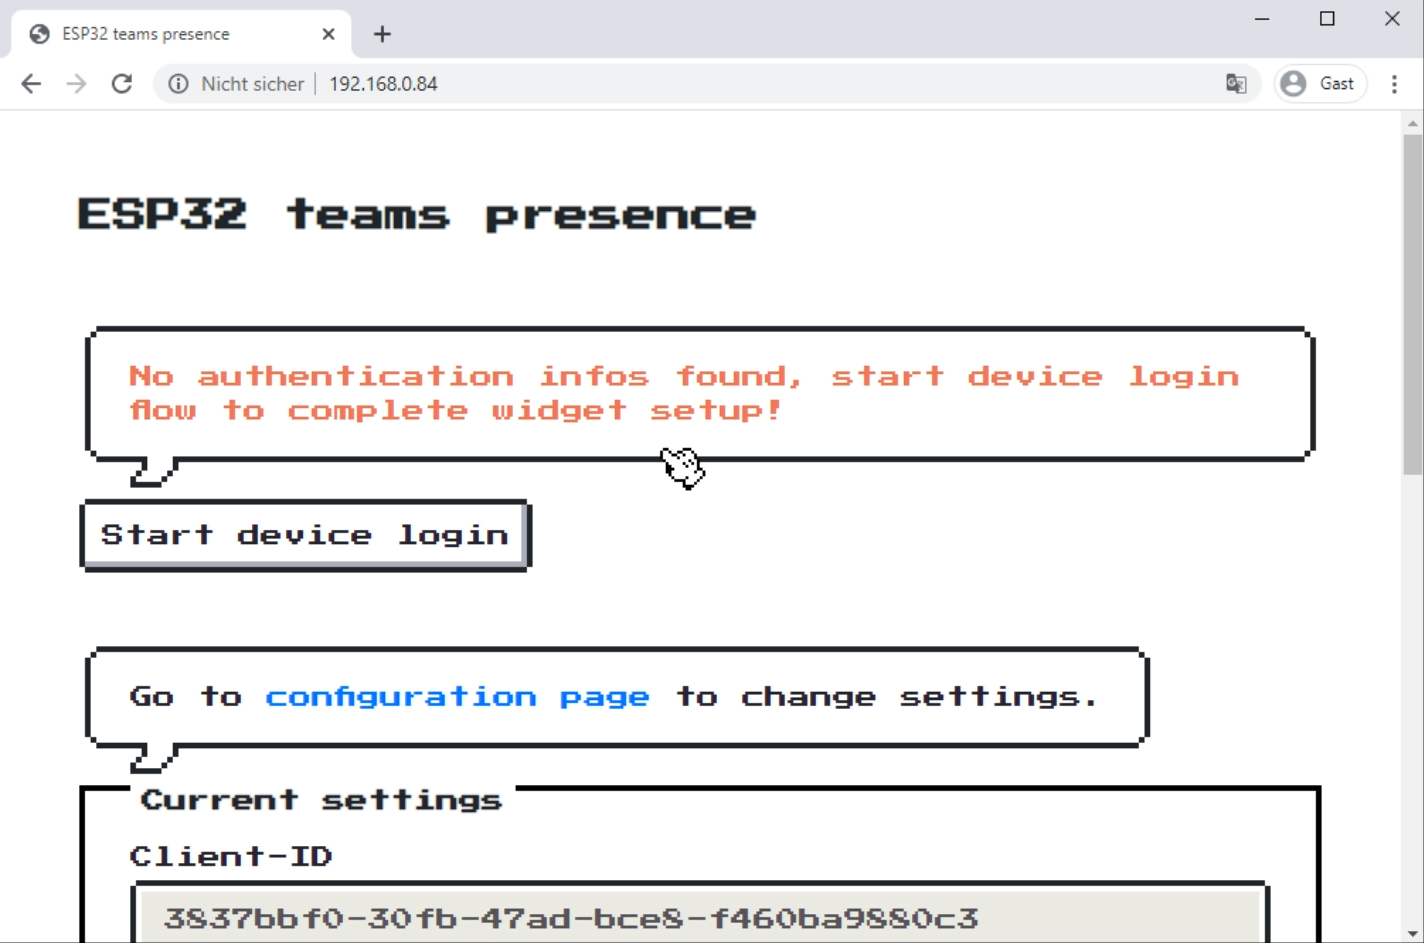 ESP32 teams presence
Nicht sicher
192.168.0.84
Gast
ESP32 teams presence
No authentication infos found, start device login
flow to complete widget setup!
Start device login
Go to configuration page to change settings.
Current settings
Client-ID
3837bbf0-30fb-47ad-bce8-f460ba9880c3